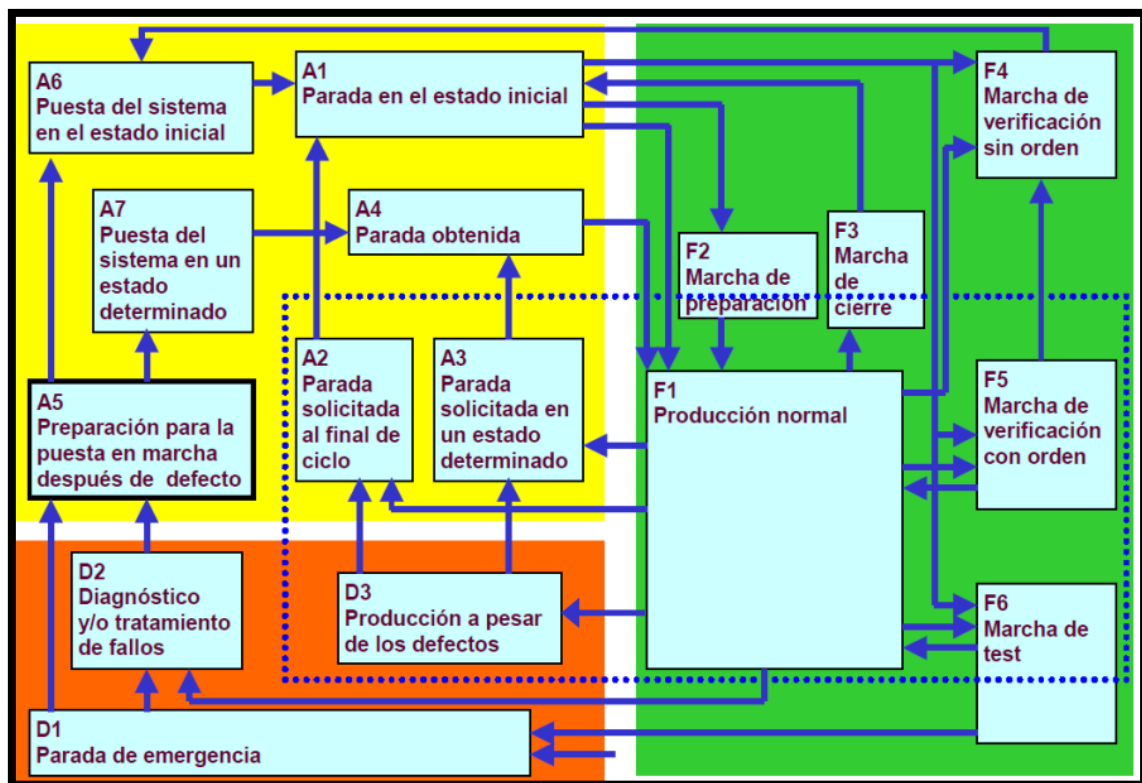 A6
Puesta del sistema
en el estado inicial
A1
Parada en el estado inicial
F4
Marcha de
verificación
sin orden
A7
Puesta del
sistema en un
estado
determinado
A4
Parada obtenida
F2
Marcha de
preparación
F3
Marcha
de
cierre
A5
Preparación para la
puesta en marcha
después de defecto
A2
Parada
solicitada
al final de
ciclo
A3
Parada
solicitada en
un estado
determinado
F1
Producción normal
F5
Marcha de
verificación
con orden
D2
Diagnóstico
y/o tratamiento
de fallos
D3
Producción a pesar
de los defectos
F6
Marcha de
test
D1
Parada de emergencia